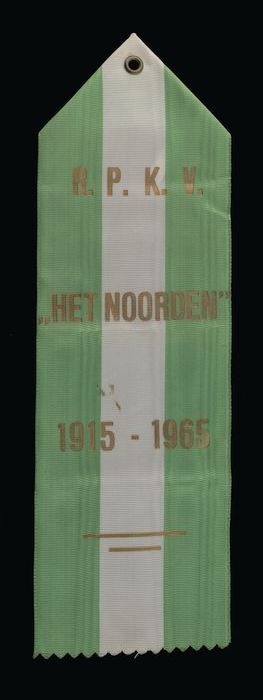 R. P. K. V.
„HET NOORDEN”
1915 - 1965